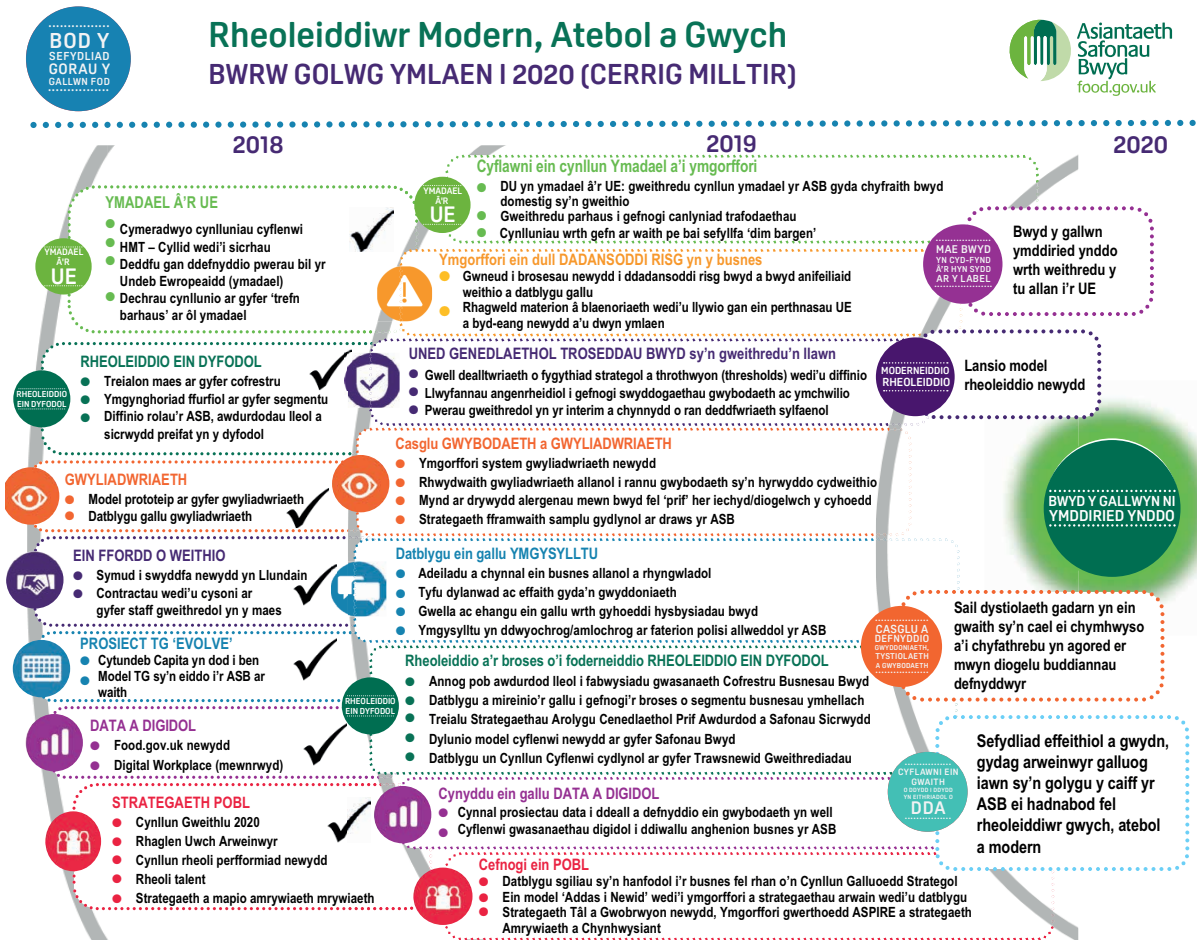 BOD Y
SEFYDLIAD
GORAU Y
GALLWN FOD
Rheoleiddiwr Modern, Atebol a Gwych
BWRW GOLWG YMLAEN I 2020 (CERRIG MILLTIR)
Asiantaeth
Safonau
Bwyd
food.gov.uk
2018
2019
2020
YMADAEL
Â'R
UE
YMADAEL Â'R UE
Cymeradwyo cynlluniau cyflenwi
HMT – Cyllid wedi'i sicrhau
Deddfu gan ddefnyddio pwerau bil yr
Undeb Ewropeaidd (ymadael)
Dechrau cynllunio ar gyfer 'trefn
barhaus' ar ôl ymadael
RHEOLEIDDIO
EIN DYFODOL
RHEOLEIDDIO EIN DYFODOL
Treialon maes ar gyfer cofrestru
Ymgynghoriad ffurfiol ar gyfer segmentu
Diffinio rolau'r ASB, awdurdodau lleol a
sicrwydd preifat yn y dyfodol
GWYLIADWRIAETH
Model prototeip ar gyfer gwyliadwriaeth
Datblygu gallu gwyliadwriaeth
EIN FFORDD O WEITHIO
Symud i swyddfa newydd yn Llundain
Contractau wedi'u cysoni ar
gyfer staff gweithredol yn y maes
PROSIECT TG 'EVOLVE'
Cytundeb Capita yn dod i ben
Model TG sy'n eiddo i'r ASB ar
waith
DATA A DIGIDOL
Food.gov.uk newydd
Digital Workplace (mewnrwyd)
STRATEGAETH POBL
Cynllun Gweithlu 2020
Rhaglen Uwch Arweinwyr
Cynllun rheoli perfformiad newydd
Rheoli talent
Strategaeth a mapio amrywiaeth mrywiaeth
YMADAEL
Â'R
UE
Cyflawni ein cynllun Ymadael a'i ymgorffori
DU yn ymadael â'r UE: gweithredu cynllun ymadael yr ASB gyda chyfraith bwyd
domestig sy'n gweithio
Gweithredu parhaus i gefnogi canlyniad trafodaethau
Cynlluniau wrth gefn ar waith pe bai sefyllfa 'dim bargen'
Ymgorffori ein dull DADANSODDI RISG yn y busnes
Gwneud i brosesau newydd i ddadansoddi risg bwyd a bwyd anifeiliaid
weithio a datblygu gallu
Rhagweld materion â blaenoriaeth wedi'u llywio gan ein perthnasau UE
a byd-eang newydd a'u dwyn ymlaen
UNED GENEDLAETHOL TROSEDDAU BWYD sy'n gweithredu'n llawn
Gwell dealltwriaeth o fygythiad strategol a throthwyon (thresholds) wedi'u diffinio
Llwyfannau angenrheidiol i gefnogi swyddogaethau gwybodaeth ac ymchwilio
Pwerau gweithredol yn yr interim a chynnydd o ran deddfwriaeth sylfaenol
Casglu GWYBODAETH a GWYLIADWRIAETH
Ymgorffori system gwyliadwriaeth newydd
Rhwydwaith gwyliadwriaeth allanol i rannu gwybodaeth sy'n hyrwyddo cydweithio
Mynd ar drywydd alergenau mewn bwyd fel 'prif' her iechyd/diogelwch y cyhoedd
Strategaeth fframwaith samplu gydlynol ar draws yr ASB
Datblygu ein gallu YMGYSYLLTU
Adeiladu a chynnal ein busnes allanol a rhyngwladol
Tyfu dylanwad ac effaith gyda'n gwyddoniaeth
Gwella ac ehangu ein gallu wrth gyhoeddi hysbysiadau bwyd
Ymgysylltu yn ddwyochrog/amlochrog ar faterion polisi allweddol yr ASB
RHEOLEIDDIO
EIN DYFODOL
Rheoleiddio a'r broses o'i foderneiddio RHEOLEIDDIO EIN DYFODOL
Annog pob awdurdod lleol i fabwysiadu gwasanaeth Cofrestru Busnesau Bwyd
Datblygu a mireinio'r gallu i gefnogi'r broses o segmentu busnesau ymhellach
Treialu Strategaethau Arolygu Cenedlaethol Prif Awdurdod a Safonau Sicrwydd
Dylunio model cyflenwi newydd ar gyfer Safonau Bwyd
Datblygu un Cynllun Cyflenwi cydlynol ar gyfer Trawsnewid Gweithrediadau
Cynyddu ein gallu DATA A DIGIDOL
Cynnal prosiectau data i ddeall a defnyddio ein gwybodaeth yn well
Cyflenwi gwasanaethau digidol i ddiwallu anghenion busnes yr ASB
Cefnogi ein POBL
Datblygu sgiliau sy'n hanfodol i'r busnes fel rhan o'n Cynllun Galluoedd Strategol
Ein model 'Addas i Newid' wedi'i ymgorffori a strategaethau arwain wedi'u datblygu
Strategaeth Tâl a Gwobrwyon newydd, Ymgorffori gwerthoedd ASPIRE a strategaeth
Amrywiaeth a Chynhwysiant
MAE BWYD
YN CYD-FYND
Â'R HYN SYDD
AR Y LABEL
Bwyd y gallwn
ymddiried ynddo
wrth weithredu y
tu allan i'r UE
MODERNEIDDIO
RHEOLEIDDIO
Lansio model
rheoleiddio newydd
BWYD Y GALLWYN NI
YMDDIRIED YNDDO
CASGLU A
DEFNYDDIO
GWYDDONIAETH,
TYSTIOLAETH
A GWYBODAETH
Sail dystiolaeth gadarn yn ein
gwaith sy'n cael ei chymhwyso
a'i chyfathrebu yn agored er
mwyn diogelu buddiannau
defnyddwyr
CYFLAWNI EIN
GWAITH
O DDYDD I DDYDD
YN EITHRIADOL O
DDA
Sefydliad effeithiol a gwydn,
gydag arweinwyr galluog
iawn sy'n golygu y caiff yr
ASB ei hadnabod fel
rheoleiddiwr gwych, atebol
a modern